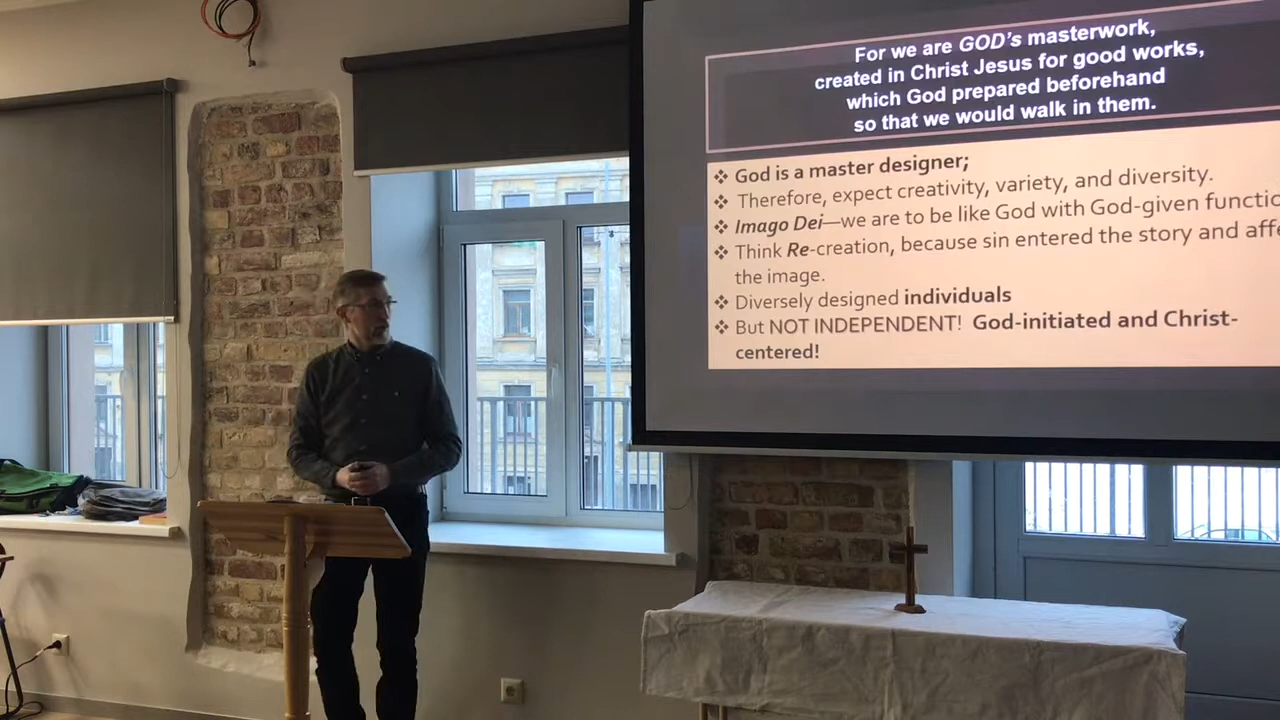 For we are GOD's masterwork,
created in Christ Jesus for good works,
which God prepared beforehand
so that we would walk in them.
❖ God is a master designer;
❖ Therefore, expect creativity, variety, and diversity.
❖ Imago Dei—we are to be like God with God-given functio
❖ Think Re-creation, because sin entered the story and affe
the image.
❖ Diversely designed individuals
❖ But NOT INDEPENDENT! God-initiated and Christ-
centered!